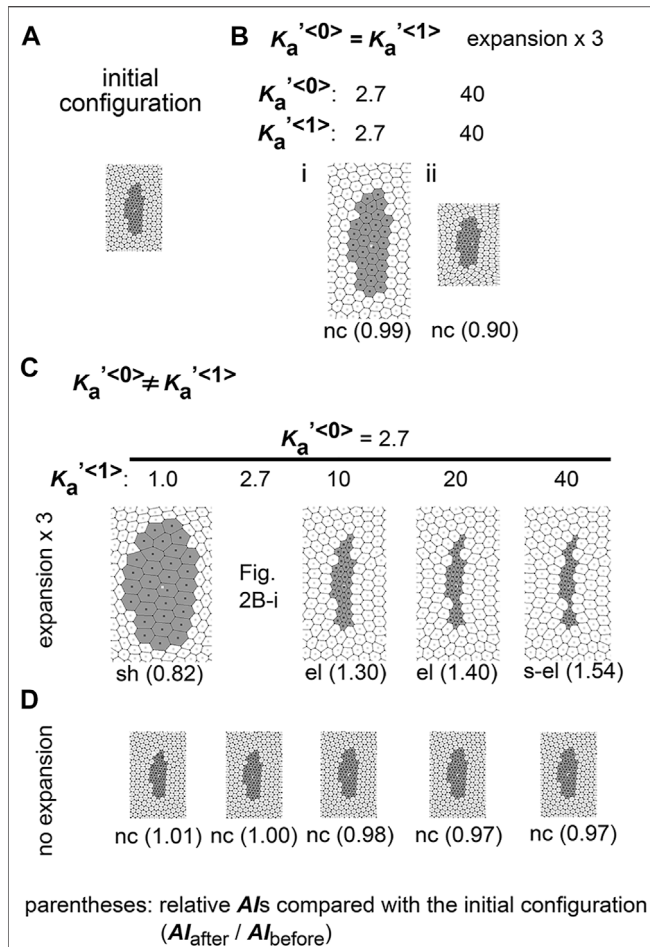 A
initial
configuration
B
Ka'<0> = Ka'<1> expansion x 3
Ka'<0>: 2.7 40
Ka'<1>: 2.7 40
i ii
nc (0.99) nc (0.90)
C
Ka'<0> ≠ Ka'<1>
Ka'<0> = 2.7
Ka'<1>: 1.0 2.7 10 20 40
expansion x 3
Fig.
2B-i
sh (0.82) el (1.30) el (1.40) s-el (1.54)
D
no expansion
nc (1.01) nc (1.00) nc (0.98) nc (0.97) nc (0.97)
parentheses: relative AIs compared with the initial configuration
(AIafter / AIbefore)